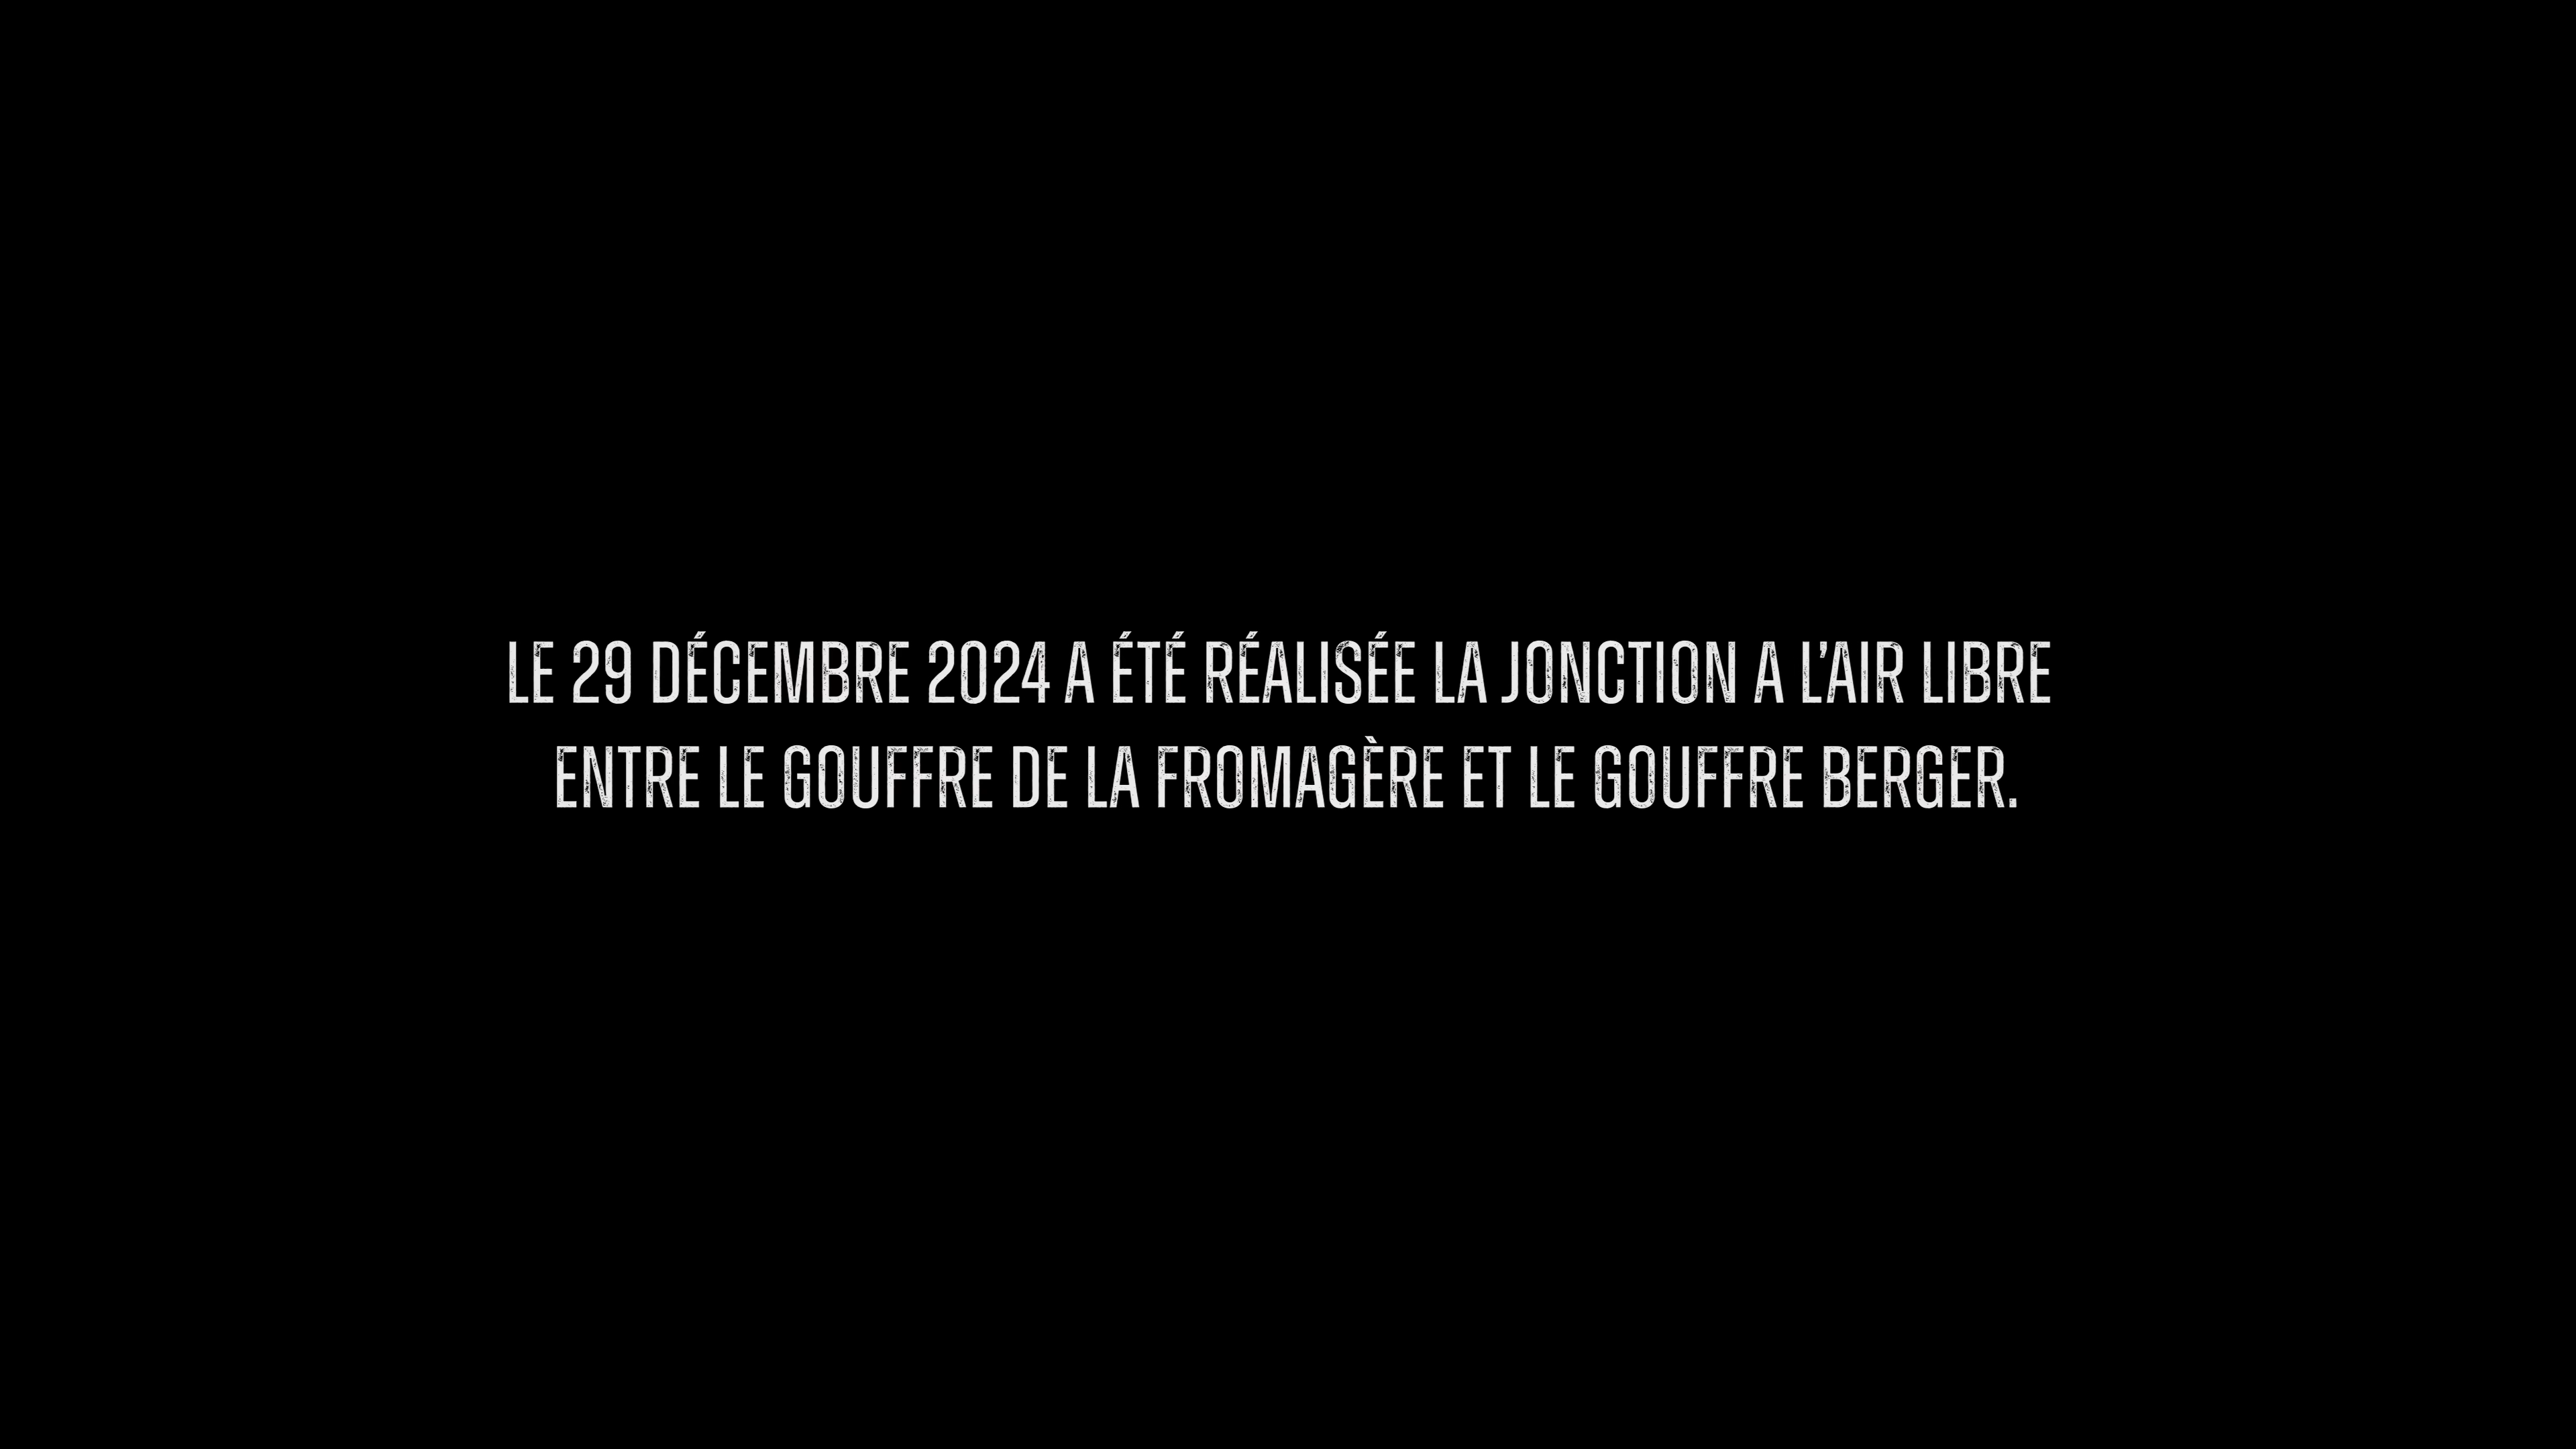 LE 29 DÉCEMBRE 2024 A ÉTÉ RÉALISÉE LA JONCTION A L’AIR LIBRE
ENTRE LE GOUFFRE DE LA FROMAGÈRE ET LE GOUFFRE BERGER.